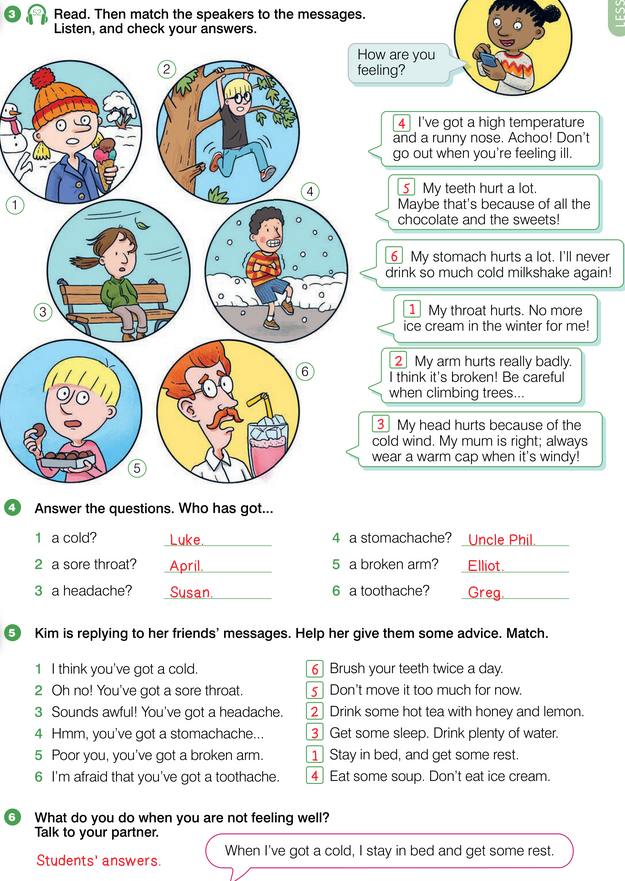 3 52 Read. Then match the speakers to the messages.
Listen, and check your answers.
How are you
feeling?
1
2
3
4
5
6
4 I've got a high temperature
and a runny nose. Achoo! Don't
go out when you're feeling ill.
5 My teeth hurt a lot.
Maybe that's because of all the
chocolate and the sweets!
6 My stomach hurts a lot. I'll never
drink so much cold milkshake again!
1 My throat hurts. No more
ice cream in the winter for me!
2 My arm hurts really badly.
I think it's broken! Be careful
when climbing trees...
3 My head hurts because of the
cold wind. My mum is right; always
wear a warm cap when it's windy!
4 Answer the questions. Who has got...
1 a cold? Luke.
2 a sore throat? April.
3 a headache? Susan.
4 a stomachache? Uncle Phil.
5 a broken arm? Elliot.
6 a toothache? Greg.
5 Kim is replying to her friends' messages. Help her give them some advice. Match.
1 I think you've got a cold.
2 Oh no! You've got a sore throat.
3 Sounds awful! You've got a headache.
4 Hmm, you've got a stomachache...
5 Poor you, you've got a broken arm.
6 I'm afraid that you've got a toothache.
6 Brush your teeth twice a day.
5 Don't move it too much for now.
2 Drink some hot tea with honey and lemon.
3 Get some sleep. Drink plenty of water.
1 Stay in bed, and get some rest.
4 Eat some soup. Don't eat ice cream.
6 What do you do when you are not feeling well?
Talk to your partner.
Students' answers.
When I've got a cold, I stay in bed and get some rest.
LESS